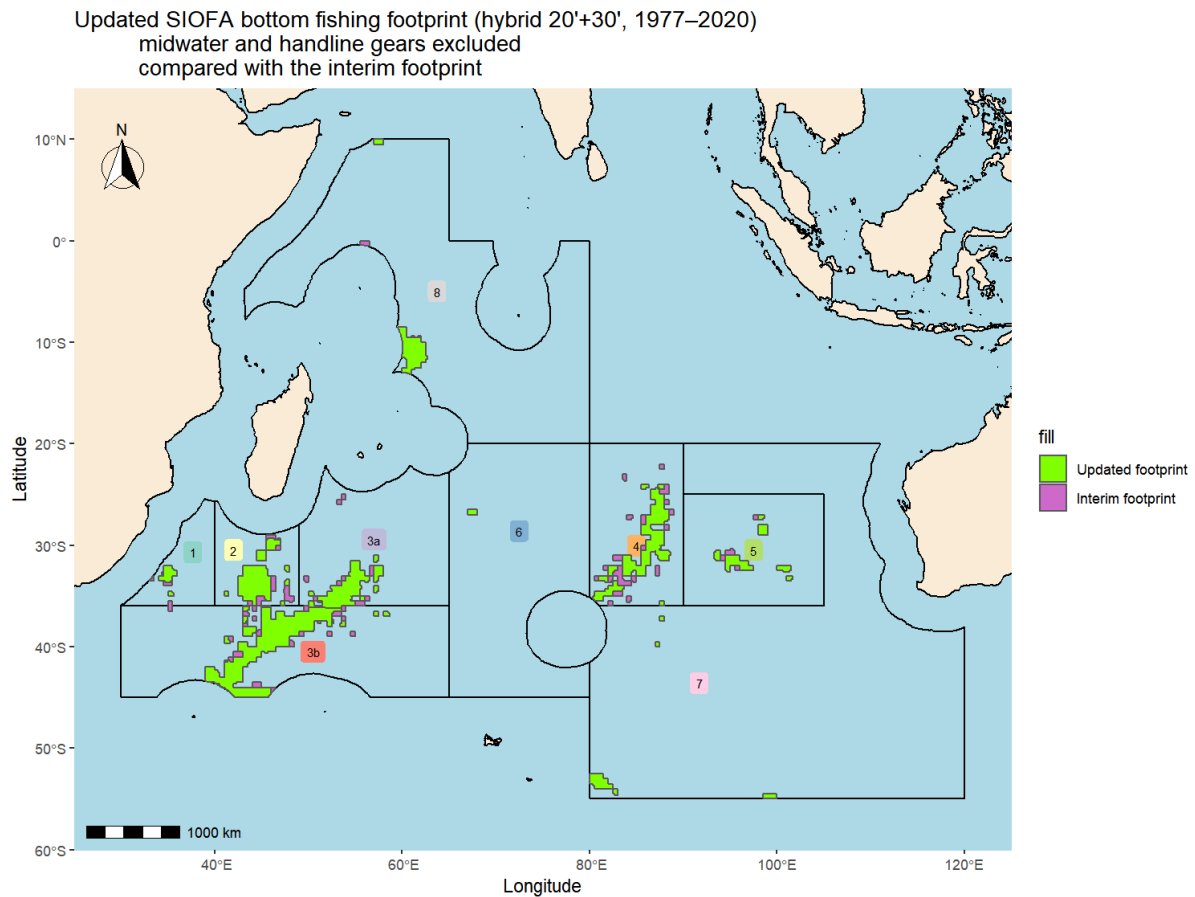 Updated SIOFA bottom fishing footprint (hybrid 20'+30', 1977–2020)
midwater and handline gears excluded
compared with the interim footprint
N
10°N
0°
10°S
20°S
30°S
40°S
50°S
60°S
Latitude
8
1
2
3a
6
4
5
3b
7
1000 km
40°E
60°E
80°E
100°E
120°E
Longitude
fill
Updated footprint
Interim footprint